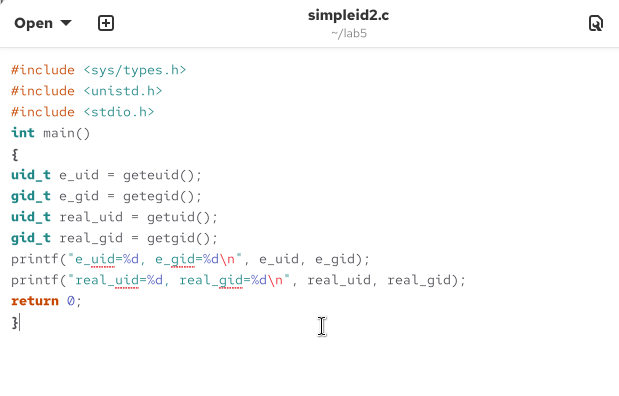 Open
simpleid2.c
~/lab5
#include <sys/types.h>
#include <unistd.h>
#include <stdio.h>
int main()
{
uid_t e_uid = geteuid();
gid_t e_gid = getegid();
uid_t real_uid = getuid();
gid_t real_gid = getgid();
printf("e_uid=%d, e_gid=%d\n", e_uid, e_gid);
printf("real_uid=%d, real_gid=%d\n", real_uid, real_gid);
return 0;
}